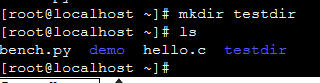 [root@localhost ~]# mkdir testdir
[root@localhost ~]# ls
bench.py demo hello.c testdir
[root@localhost ~]#